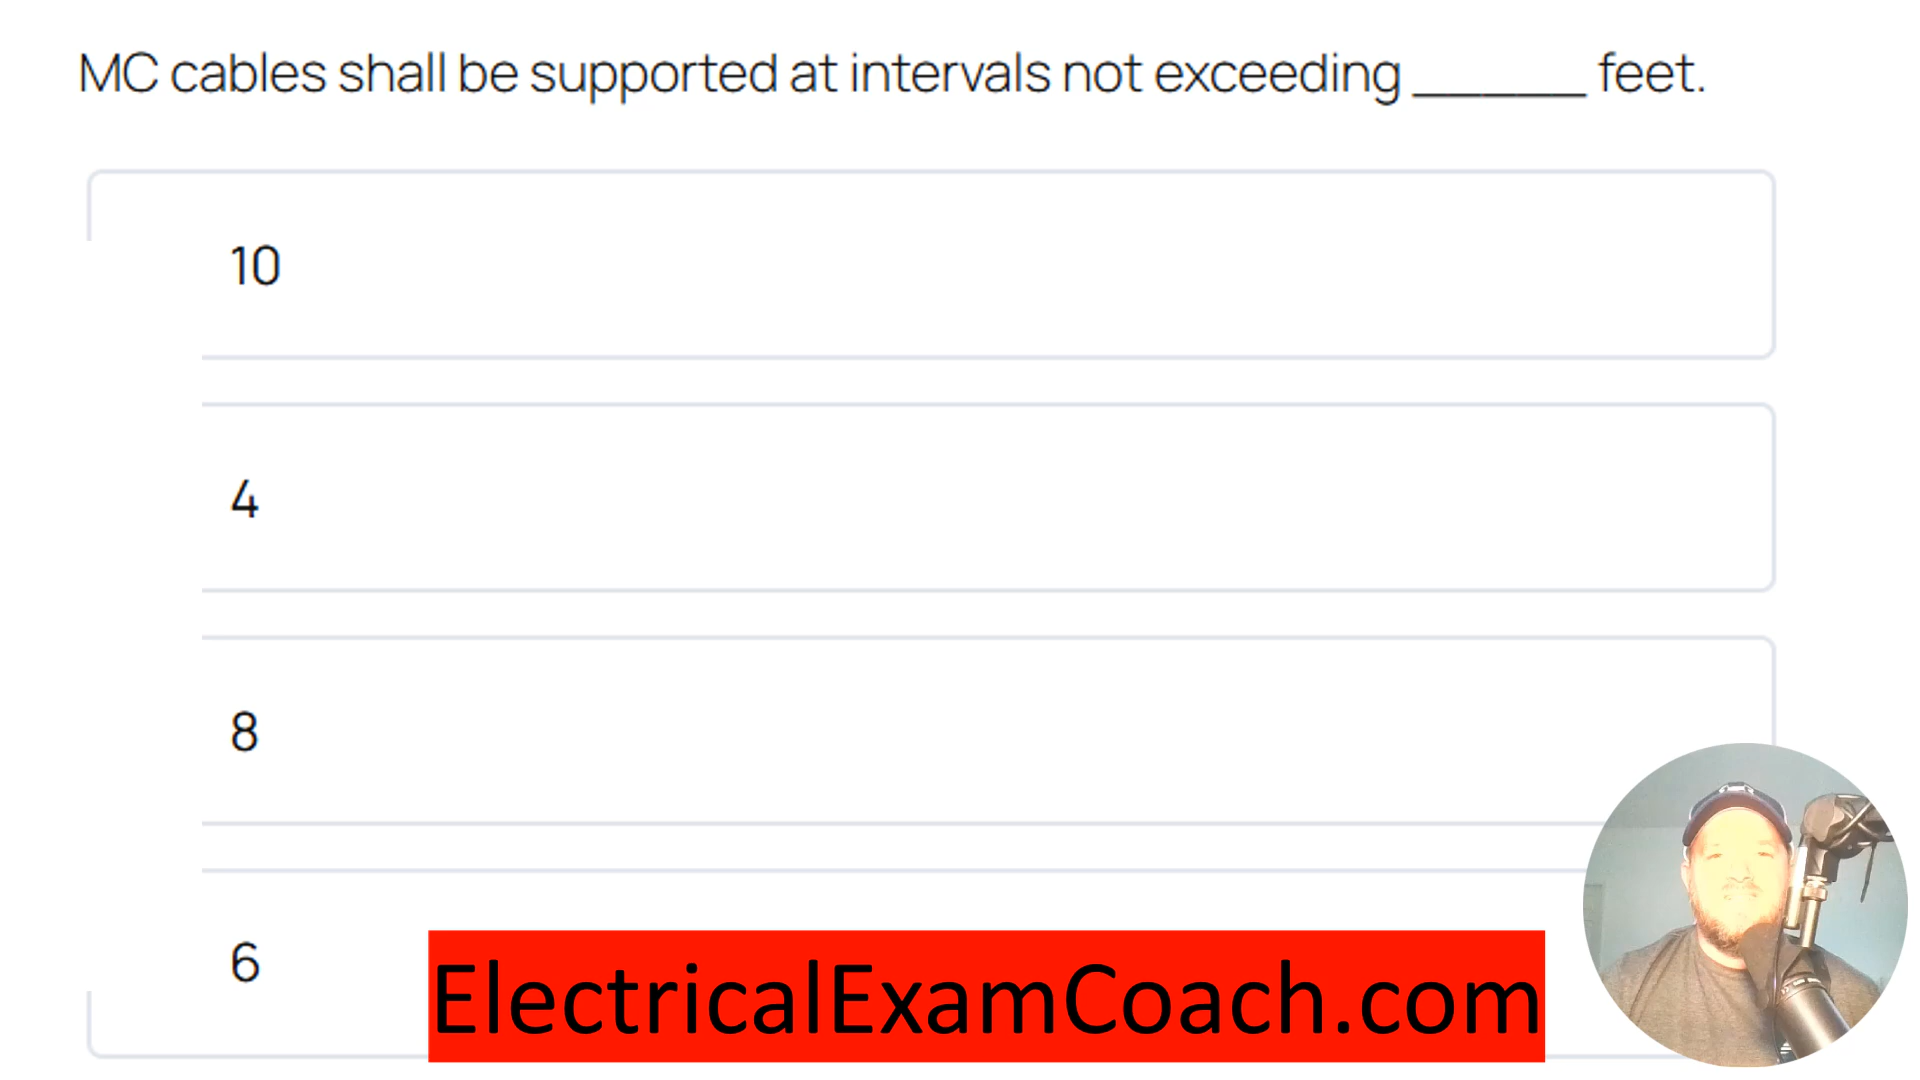 MC cables shall be supported at intervals not exceeding ______ feet.
10
4
8
6
ElectricalExamCoach.com